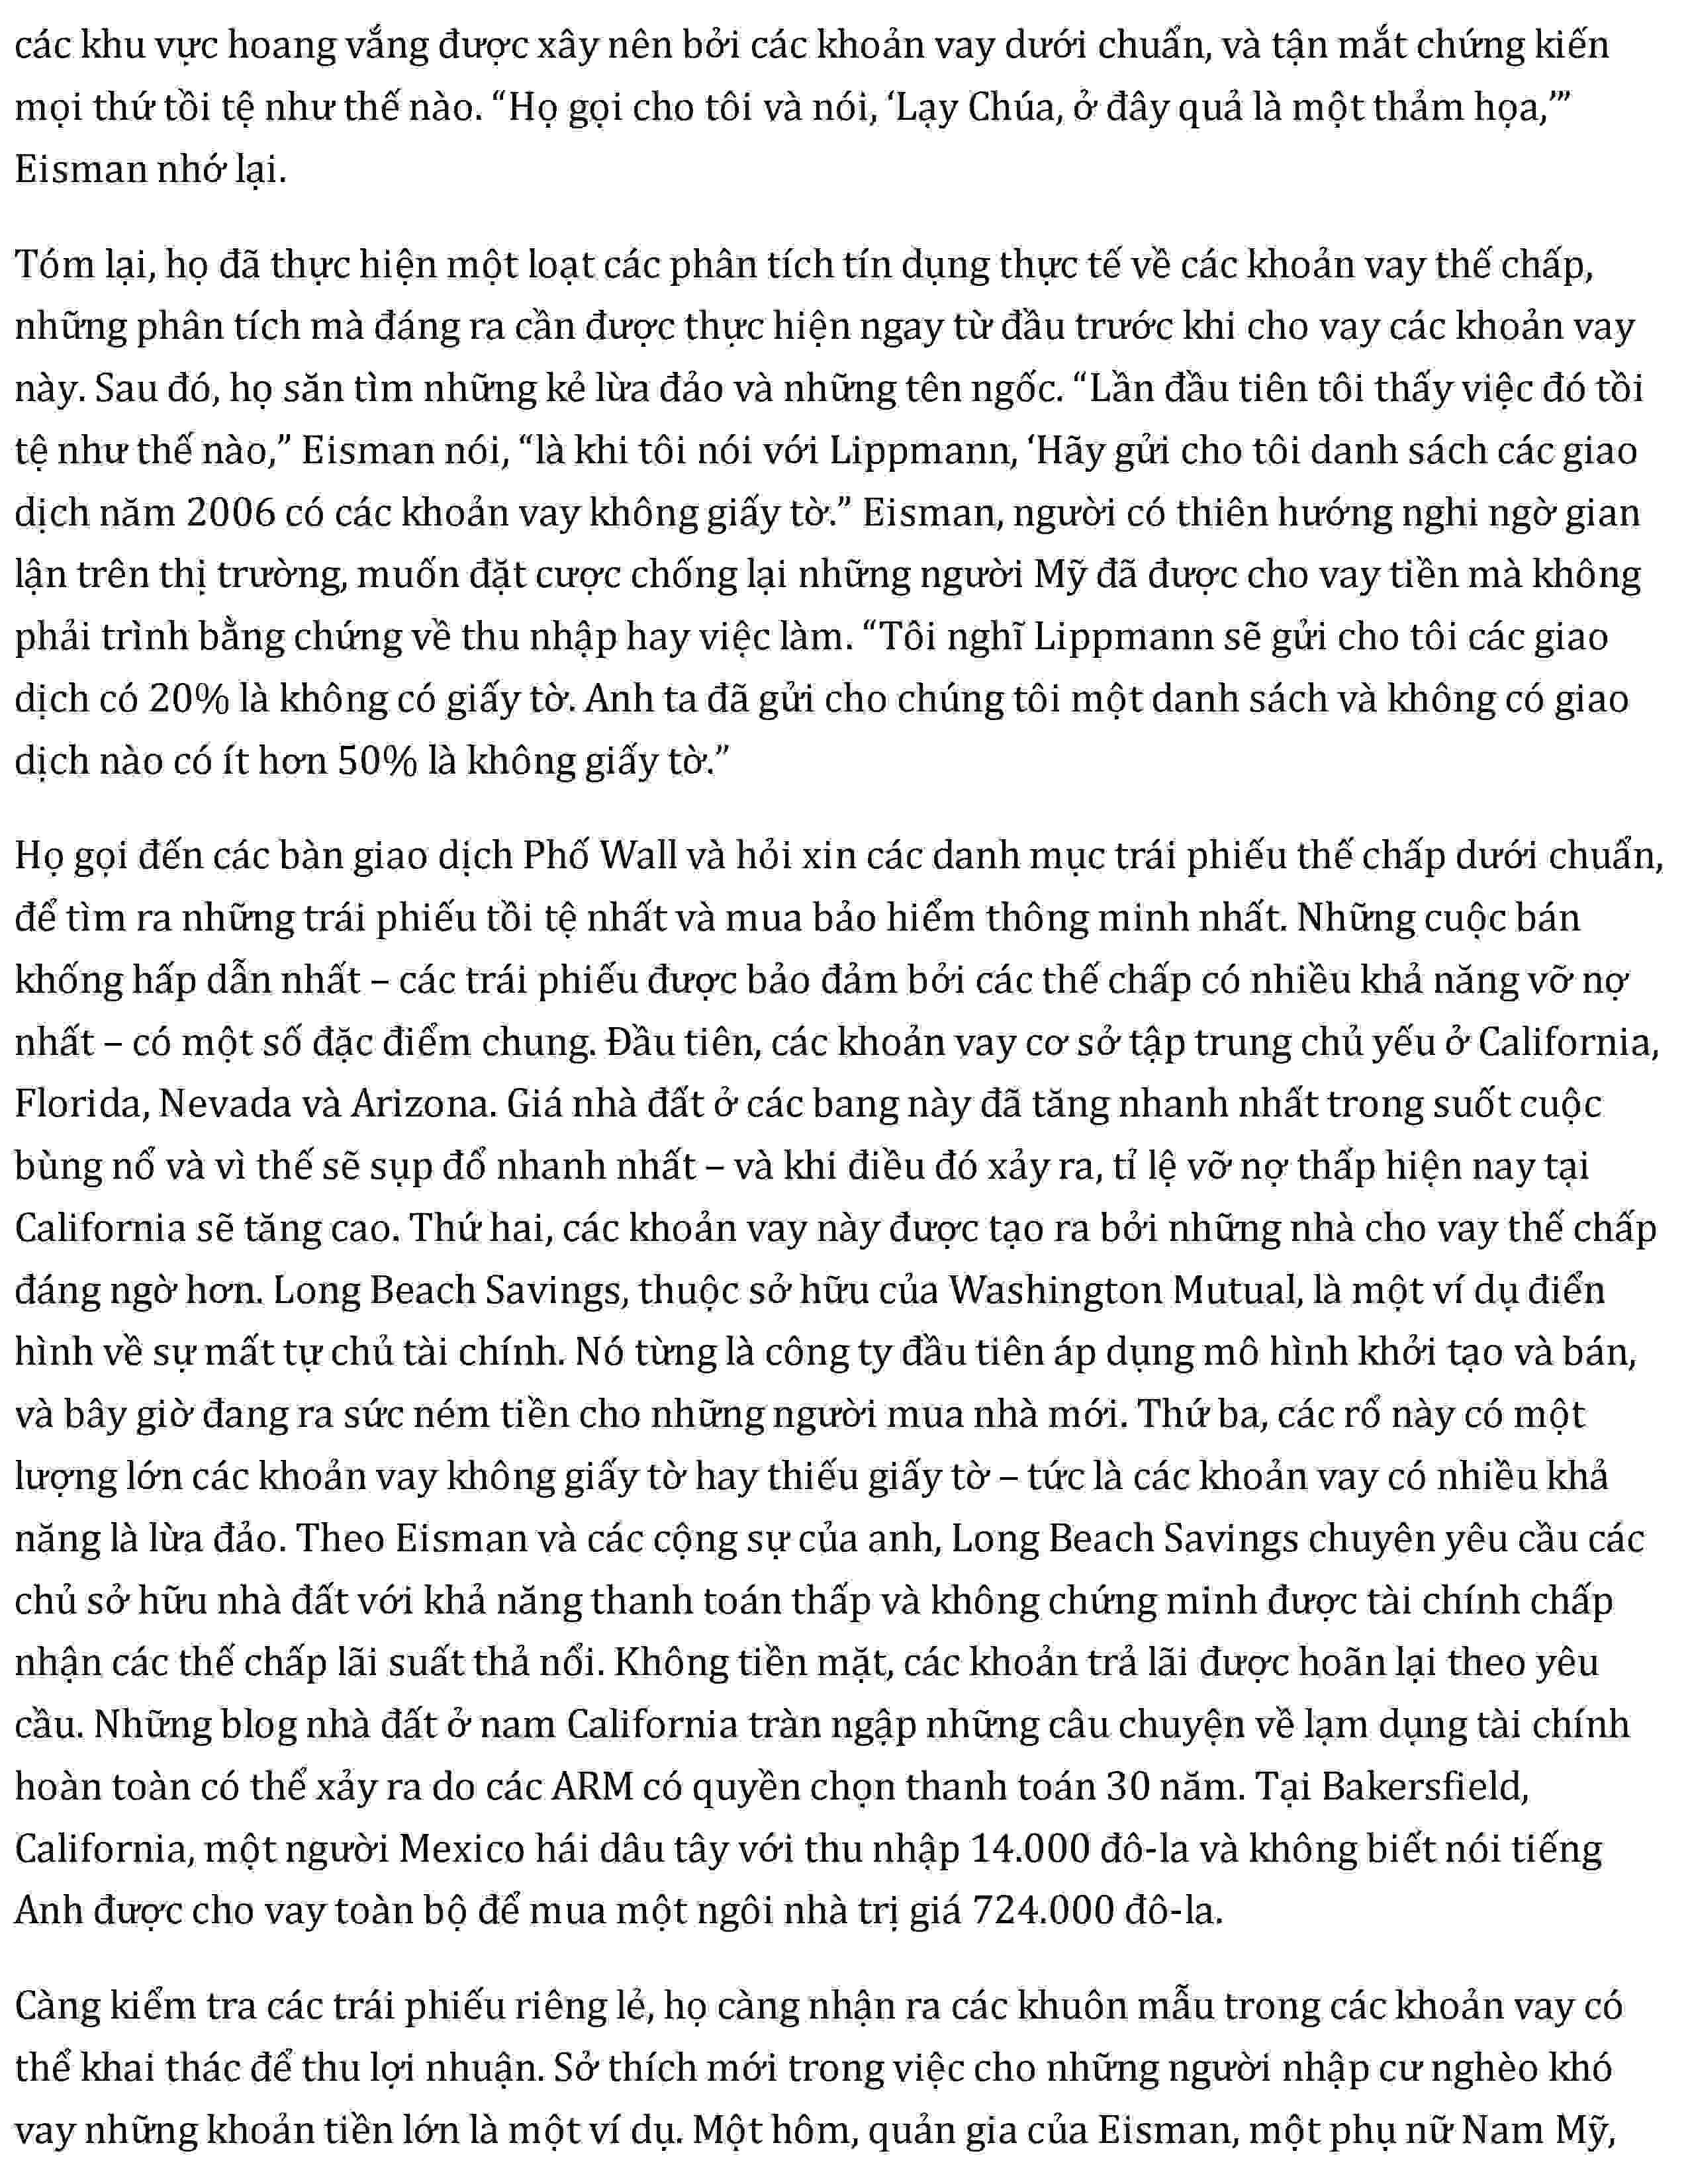 các khu vực hoang vắng được xây nên bởi các khoản vay dưới chuẩn, và tận mắt chứng kiến
mọi thứ tồi tệ như thế nào. “Họ gọi cho tôi và nói, ‘Lạy Chúa, ở đây quả là một thảm họa,’”
Eisman nhớ lại.
Tóm lại, họ đã thực hiện một loạt các phân tích tín dụng thực tế về các khoản vay thế chấp,
những phân tích mà đáng ra cần được thực hiện ngay từ đầu trước khi cho vay các khoản vay
này. Sau đó, họ săn tìm những kẻ lừa đảo và những tên ngốc. “Lần đầu tiên tôi thấy việc đó tồi
tệ như thế nào,” Eisman nói, “là khi tôi nói với Lippmann, ‘Hãy gửi cho tôi danh sách các giao
dịch năm 2006 có các khoản vay không giấy tờ.” Eisman, người có thiên hướng nghi ngờ gian
lận trên thị trường, muốn đặt cược chống lại những người Mỹ đã được cho vay tiền mà không
phải trình bằng chứng về thu nhập hay việc làm. “Tôi nghĩ Lippmann sẽ gửi cho tôi các giao
dịch có 20% là không có giấy tờ. Anh ta đã gửi cho chúng tôi một danh sách và không có giao
dịch nào có ít hơn 50% là không giấy tờ.”
Họ gọi đến các bàn giao dịch Phố Wall và hỏi xin các danh mục trái phiếu thế chấp dưới chuẩn,
để tìm ra những trái phiếu tồi tệ nhất và mua bảo hiểm thông minh nhất. Những cuộc bán
khống hấp dẫn nhất – các trái phiếu được bảo đảm bởi các thế chấp có nhiều khả năng vỡ nợ
nhất – có một số đặc điểm chung. Đầu tiên, các khoản vay cơ sở tập trung chủ yếu ở California,
Florida, Nevada và Arizona. Giá nhà đất ở các bang này đã tăng nhanh nhất trong suốt cuộc
bùng nổ và vì thế sẽ sụp đổ nhanh nhất – và khi điều đó xảy ra, tỉ lệ vỡ nợ thấp hiện nay tại
California sẽ tăng cao. Thứ hai, các khoản vay này được tạo ra bởi những nhà cho vay thế chấp
đáng ngờ hơn. Long Beach Savings, thuộc sở hữu của Washington Mutual, là một ví dụ điển
hình về sự mất tự chủ tài chính. Nó từng là công ty đầu tiên áp dụng mô hình khởi tạo và bán,
và bây giờ đang ra sức ném tiền cho những người mua nhà mới. Thứ ba, các rổ này có một
lượng lớn các khoản vay không giấy tờ hay thiếu giấy tờ – tức là các khoản vay có nhiều khả
năng là lừa đảo. Theo Eisman và các cộng sự của anh, Long Beach Savings chuyên yêu cầu các
chủ sở hữu nhà đất với khả năng thanh toán thấp và không chứng minh được tài chính chấp
nhận các thế chấp lãi suất thả nổi. Không tiền mặt, các khoản trả lãi được hoãn lại theo yêu
cầu. Những blog nhà đất ở nam California tràn ngập những câu chuyện về lạm dụng tài chính
hoàn toàn có thể xảy ra do các ARM có quyền chọn thanh toán 30 năm. Tại Bakersfield,
California, một người Mexico hái dâu tây với thu nhập 14.000 đô-la và không biết nói tiếng
Anh được cho vay toàn bộ để mua một ngôi nhà trị giá 724.000 đô-la.
Càng kiểm tra các trái phiếu riêng lẻ, họ càng nhận ra các khuôn mẫu trong các khoản vay có
thể khai thác để thu lợi nhuận. Sở thích mới trong việc cho những người nhập cư nghèo khó
vay những khoản tiền lớn là một ví dụ. Một hôm, quản gia của Eisman, một phụ nữ Nam Mỹ,